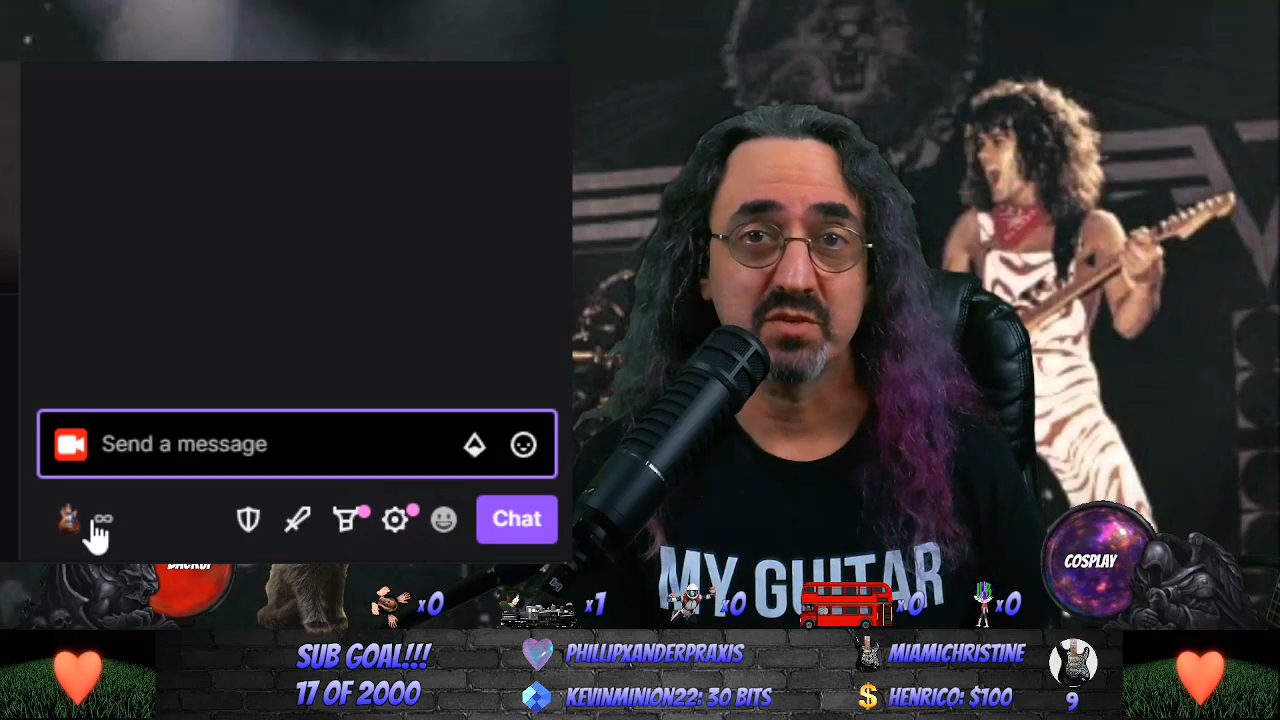 Send a message
∞
Chat
BACKUP
COSPLAY
MY GUITAR
x0
x1
x0
x0
x0
SUB GOAL!!!
17 OF 2000
PHILLIPXANDERPRAXIS
KEVINMINION22: 30 BITS
MIAMICHRISTINE
HENRICO: $100
9